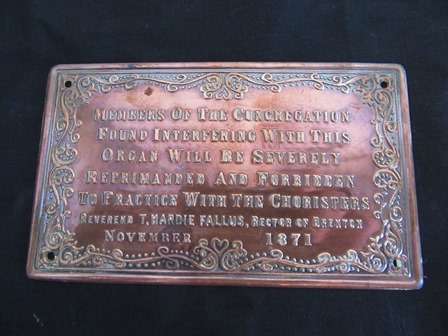 Members Of The Congregation
Found Interfering With This
Organ Will Be Severely
Reprimanded And Forbidden
To Practice With The Choristers
Reverend T. Hardie Fallus, Rector of Brenton
November 1871